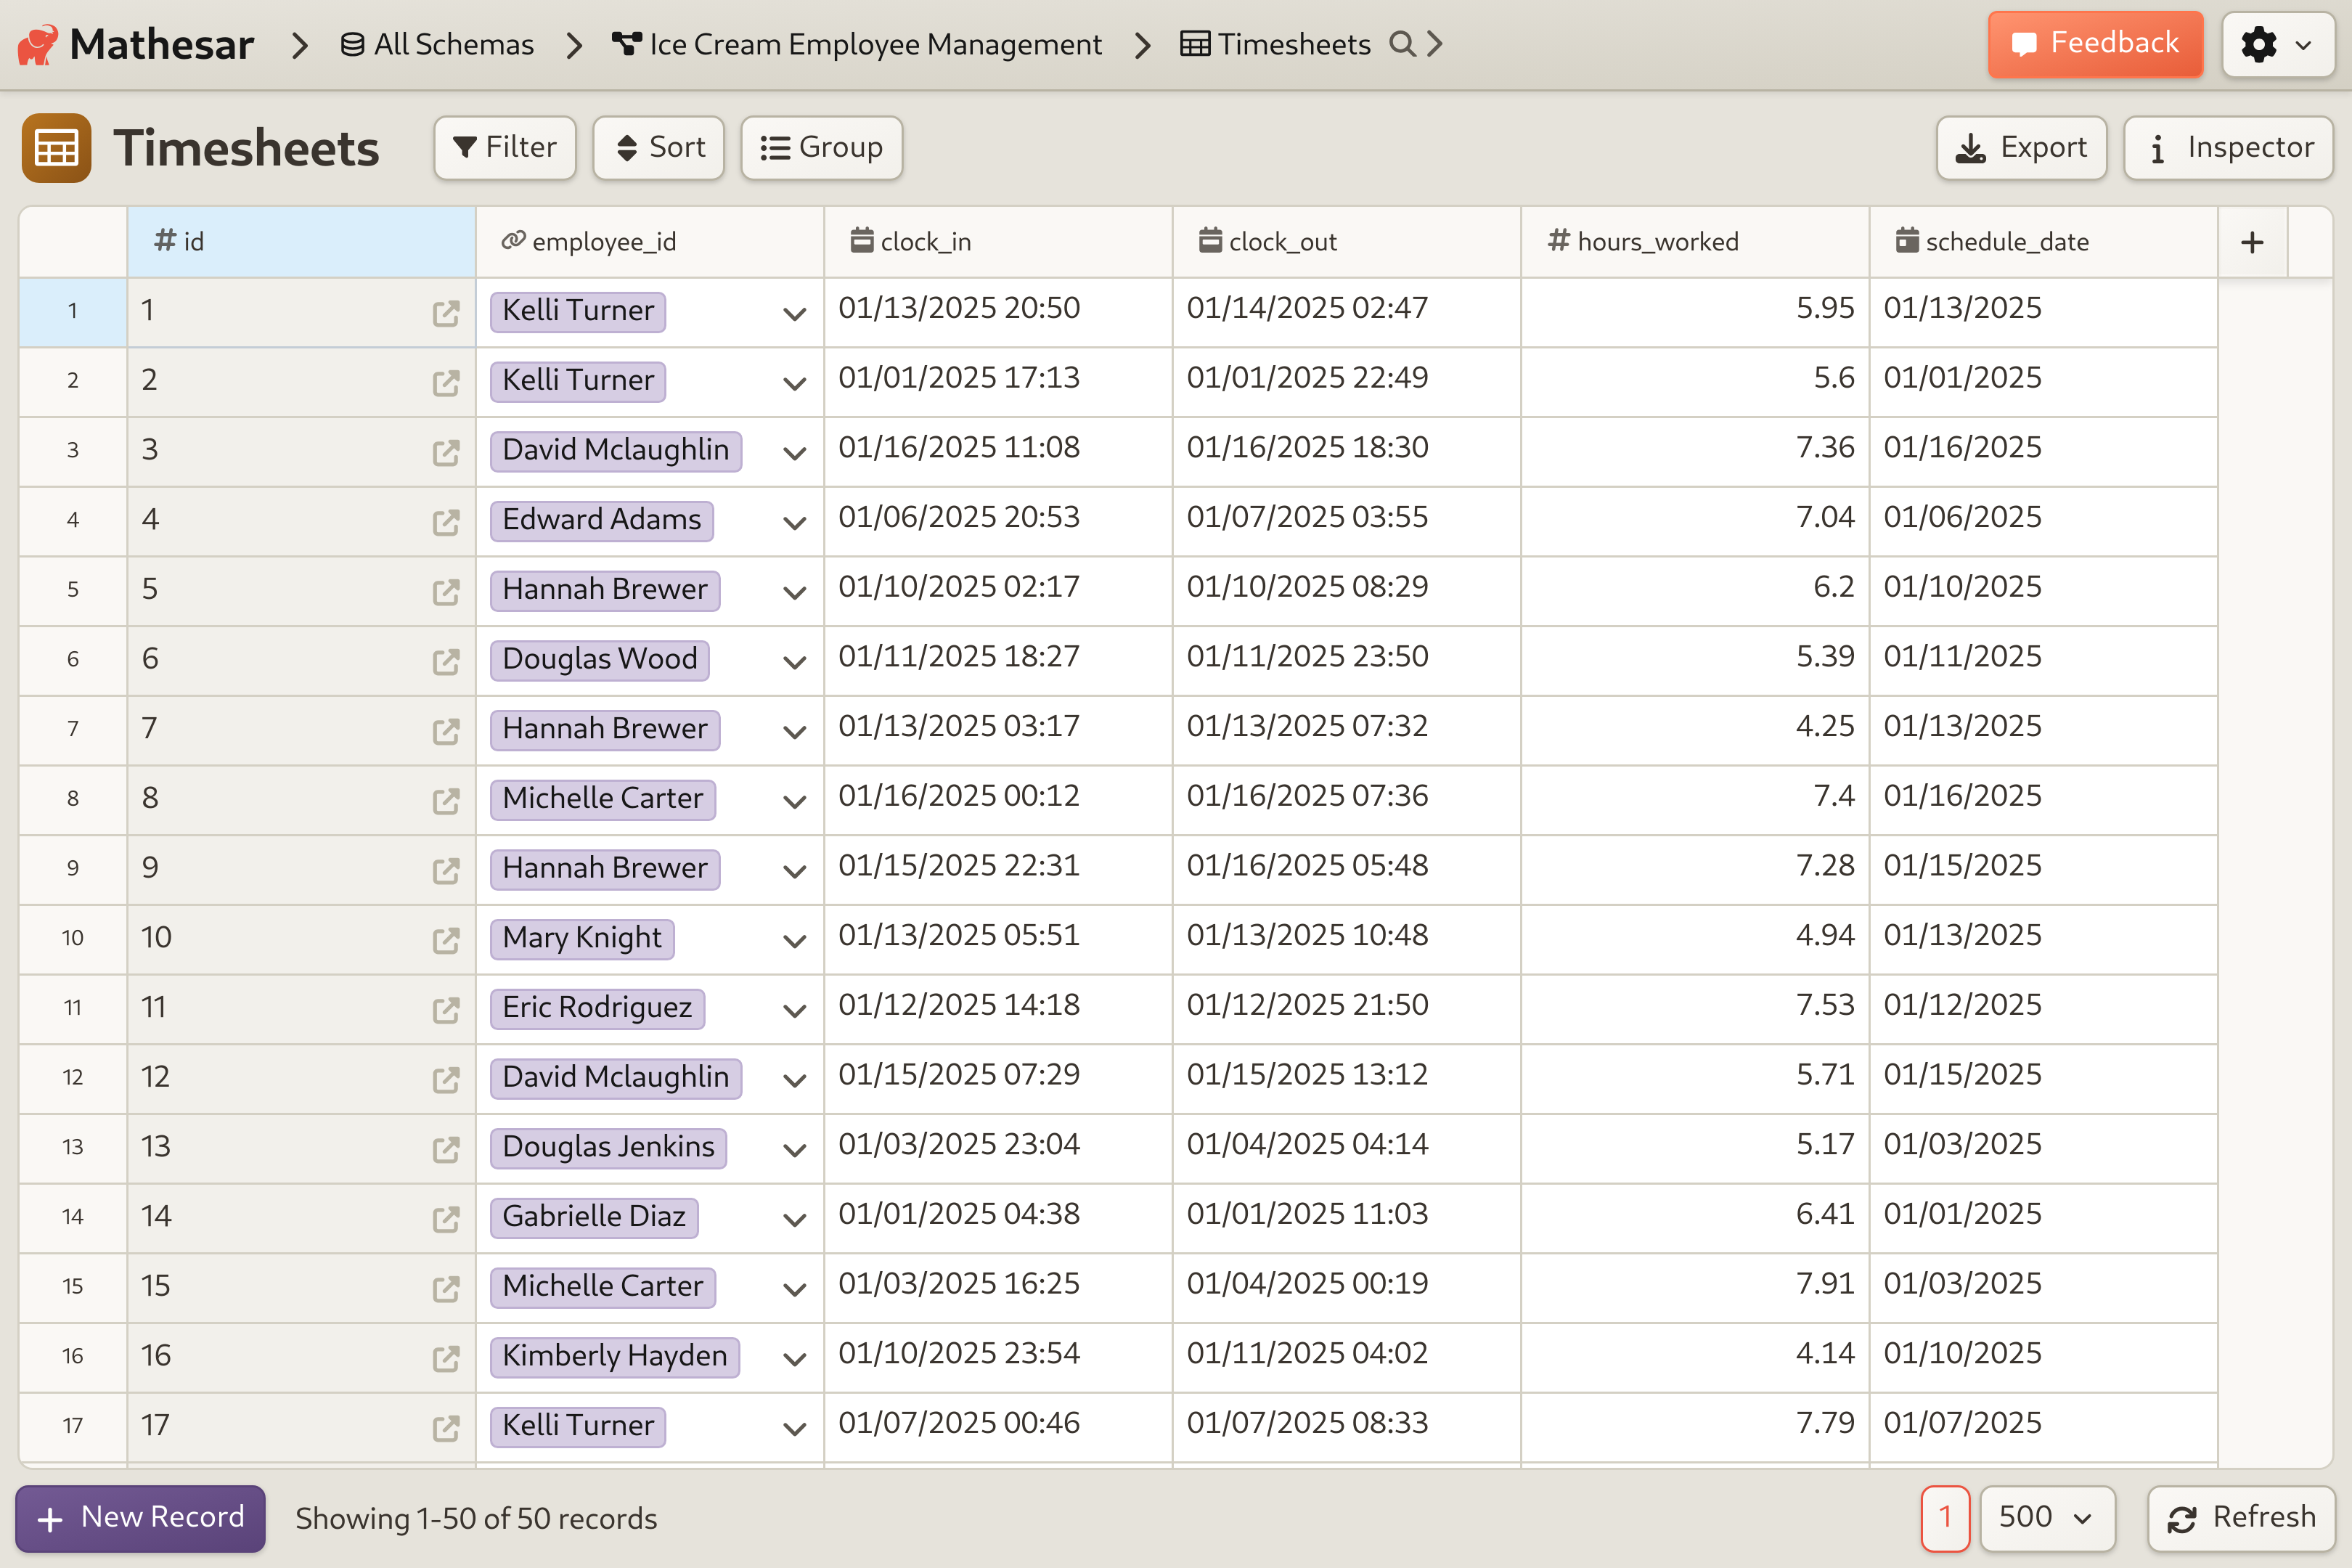 Mathesar All Schemas Ice Cream Employee Management Timesheets Feedback
Timesheets Filter Sort Group Export Inspector
id employee_id clock_in clock_out hours_worked schedule_date +
1 1 Kelli Turner 01/13/2025 20:50 01/14/2025 02:47 5.95 01/13/2025
2 2 Kelli Turner 01/01/2025 17:13 01/01/2025 22:49 5.6 01/01/2025
3 3 David Mclaughlin 01/16/2025 11:08 01/16/2025 18:30 7.36 01/16/2025
4 4 Edward Adams 01/06/2025 20:53 01/07/2025 03:55 7.04 01/06/2025
5 5 Hannah Brewer 01/10/2025 02:17 01/10/2025 08:29 6.2 01/10/2025
6 6 Douglas Wood 01/11/2025 18:27 01/11/2025 23:50 5.39 01/11/2025
7 7 Hannah Brewer 01/13/2025 03:17 01/13/2025 07:32 4.25 01/13/2025
8 8 Michelle Carter 01/16/2025 00:12 01/16/2025 07:36 7.4 01/16/2025
9 9 Hannah Brewer 01/15/2025 22:31 01/16/2025 05:48 7.28 01/15/2025
10 10 Mary Knight 01/13/2025 05:51 01/13/2025 10:48 4.94 01/13/2025
11 11 Eric Rodriguez 01/12/2025 14:18 01/12/2025 21:50 7.53 01/12/2025
12 12 David Mclaughlin 01/15/2025 07:29 01/15/2025 13:12 5.71 01/15/2025
13 13 Douglas Jenkins 01/03/2025 23:04 01/04/2025 04:14 5.17 01/03/2025
14 14 Gabrielle Diaz 01/01/2025 04:38 01/01/2025 11:03 6.41 01/01/2025
15 15 Michelle Carter 01/03/2025 16:25 01/04/2025 00:19 7.91 01/03/2025
16 16 Kimberly Hayden 01/10/2025 23:54 01/11/2025 04:02 4.14 01/10/2025
17 17 Kelli Turner 01/07/2025 00:46 01/07/2025 08:33 7.79 01/07/2025
+ New Record Showing 1-50 of 50 records 1 500 Refresh